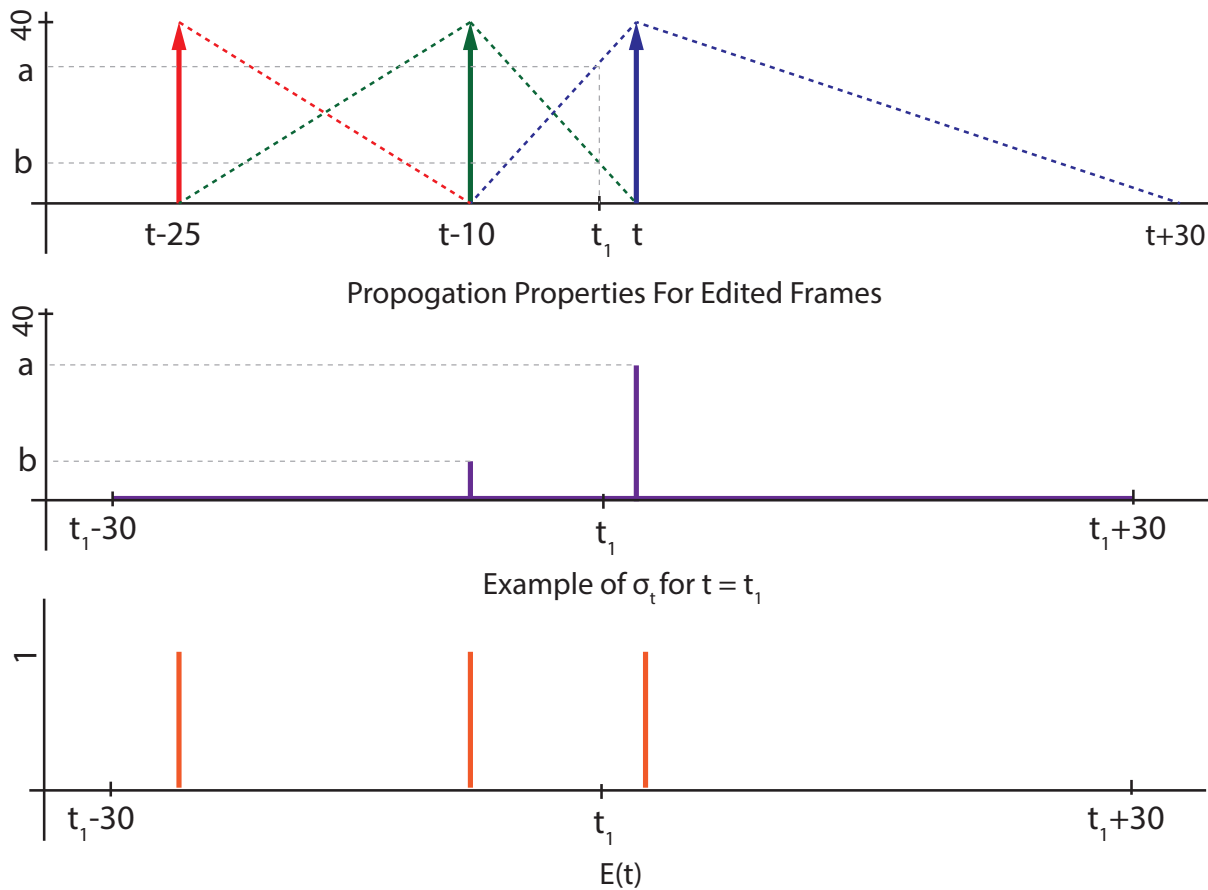 40
a
b
t-25 t-10 t₁ t t+30
Propogation Properties For Edited Frames
40
a
b
t₁-30 t₁ t₁+30
Example of σₜ for t = t₁
1
t₁-30 t₁ t₁+30
E(t)